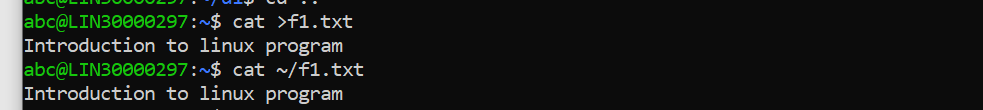 abc@LIN30000297:~$ cat >f1.txt
Introduction to linux program
abc@LIN30000297:~$ cat ~/f1.txt
Introduction to linux program